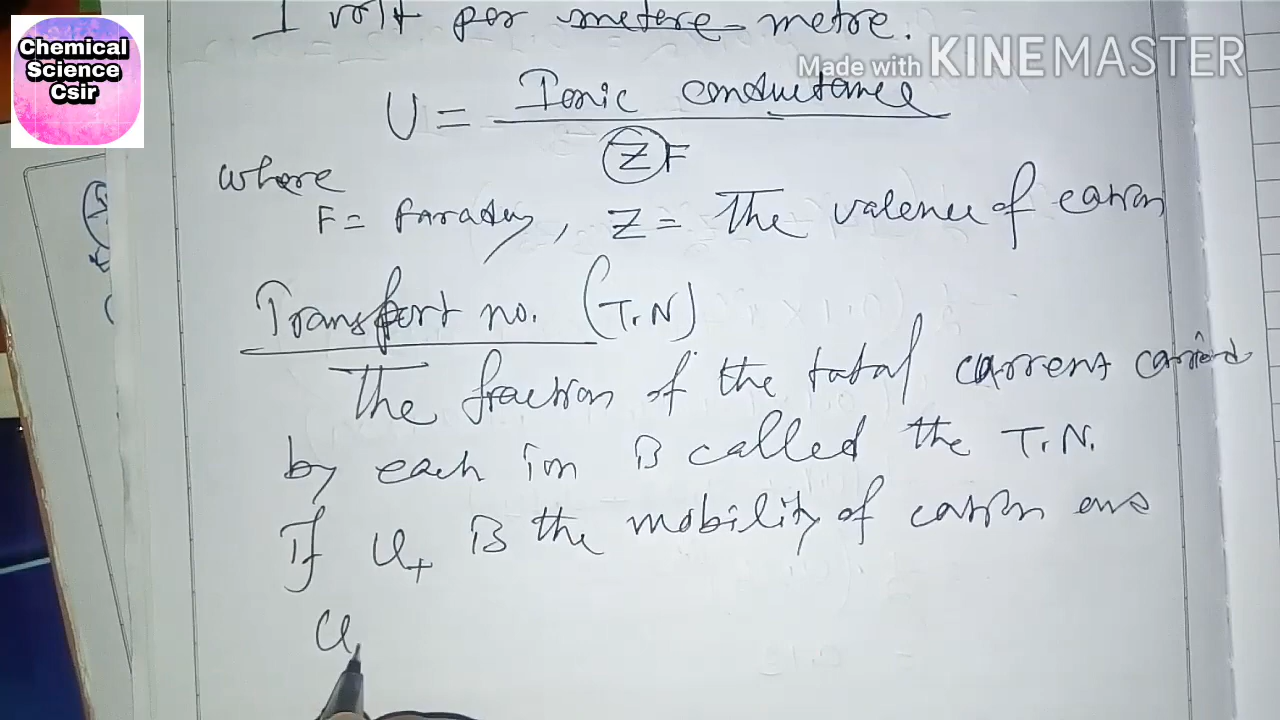 Chemical
Science
Csir
Made with KINEMASTER
1 volt per metere metre.
U = Ionic conductance
Z F
where
F = faraday, Z = The valence of cation
Transport no. (T.N)
The fraction of the total current carried
by each ion is called the T.N.
If U+ is the mobility of cation and
U